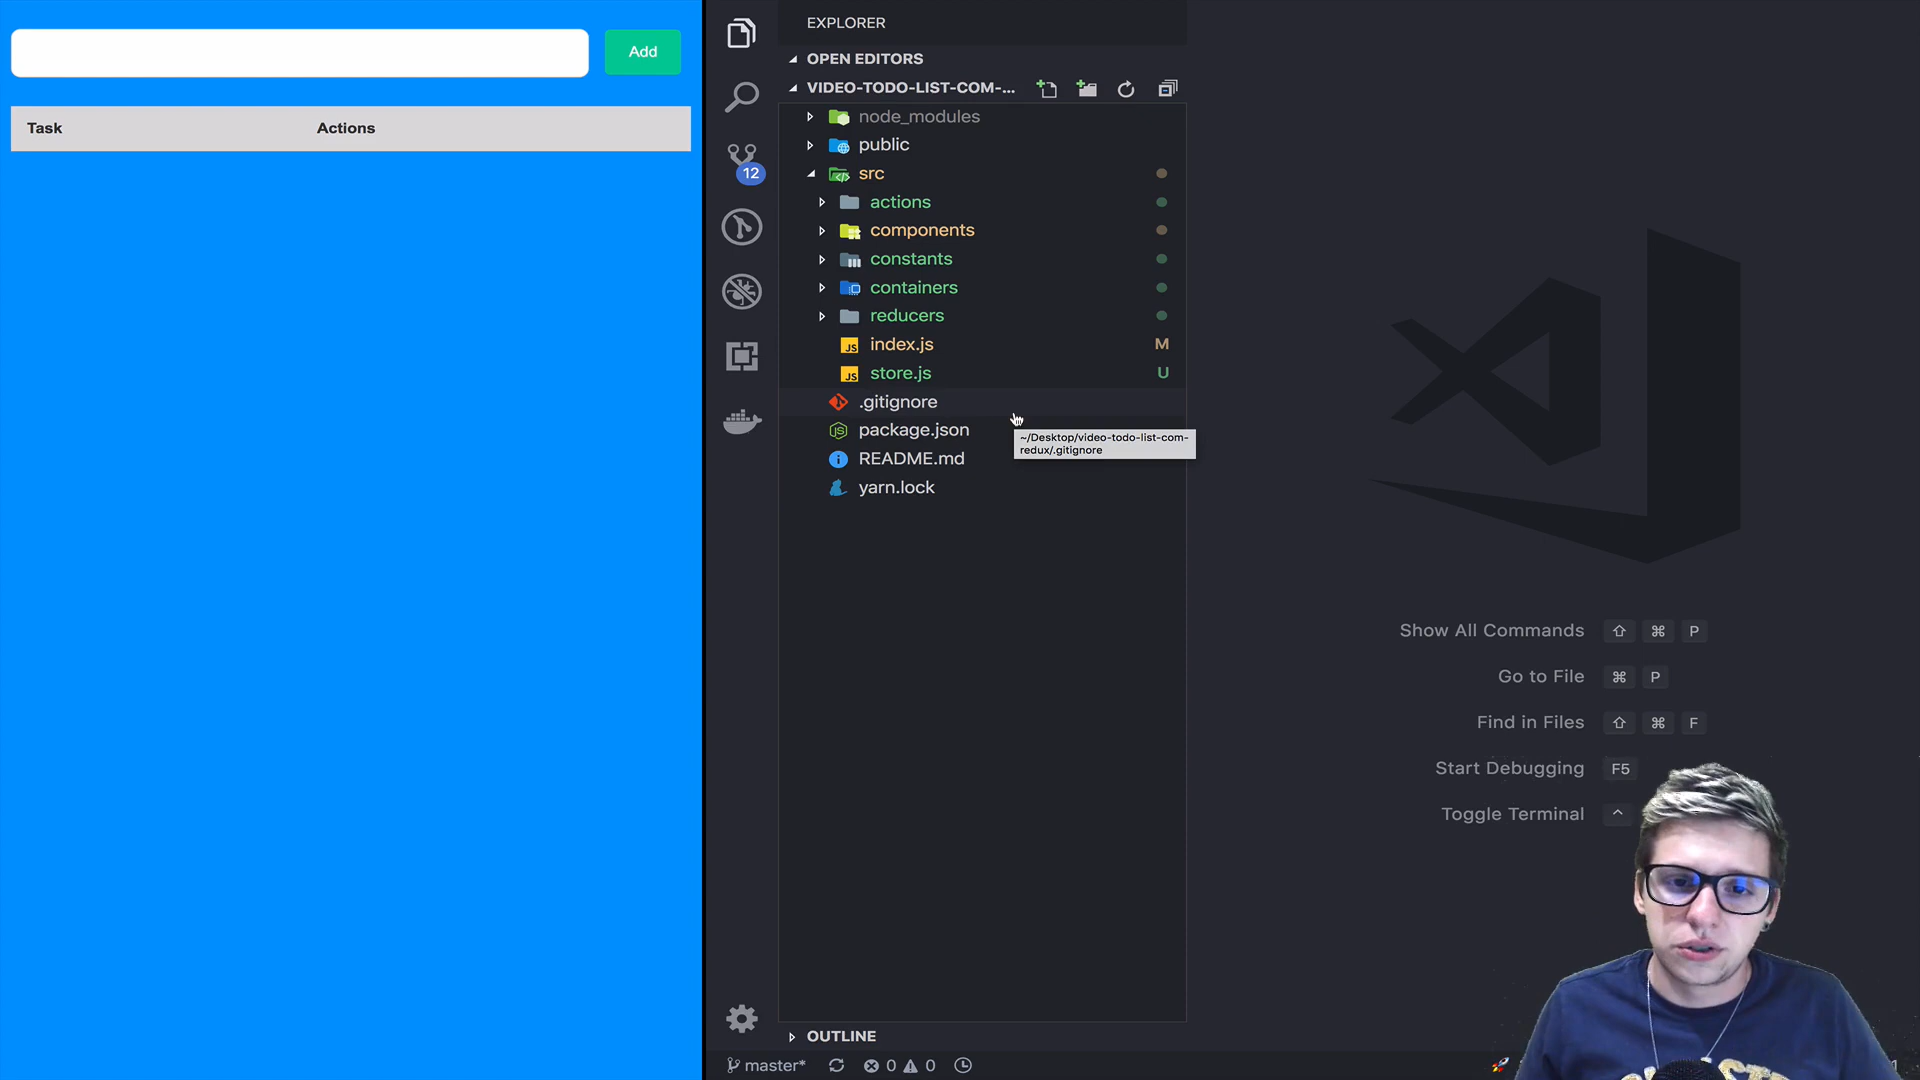 Add
Task Actions
EXPLORER
OPEN EDITORS
VIDEO-TODO-LIST-COM-...
node_modules
public
src
actions
components
constants
containers
reducers
JS index.js M
JS store.js U
.gitignore
package.json
README.md
yarn.lock
~/Desktop/video-todo-list-com-
redux/.gitignore
12
Show All Commands ⇧ ⌘ P
Go to File ⌘ P
Find in Files ⇧ ⌘ F
Start Debugging F5
Toggle Terminal ^
OUTLINE
master* 0 0